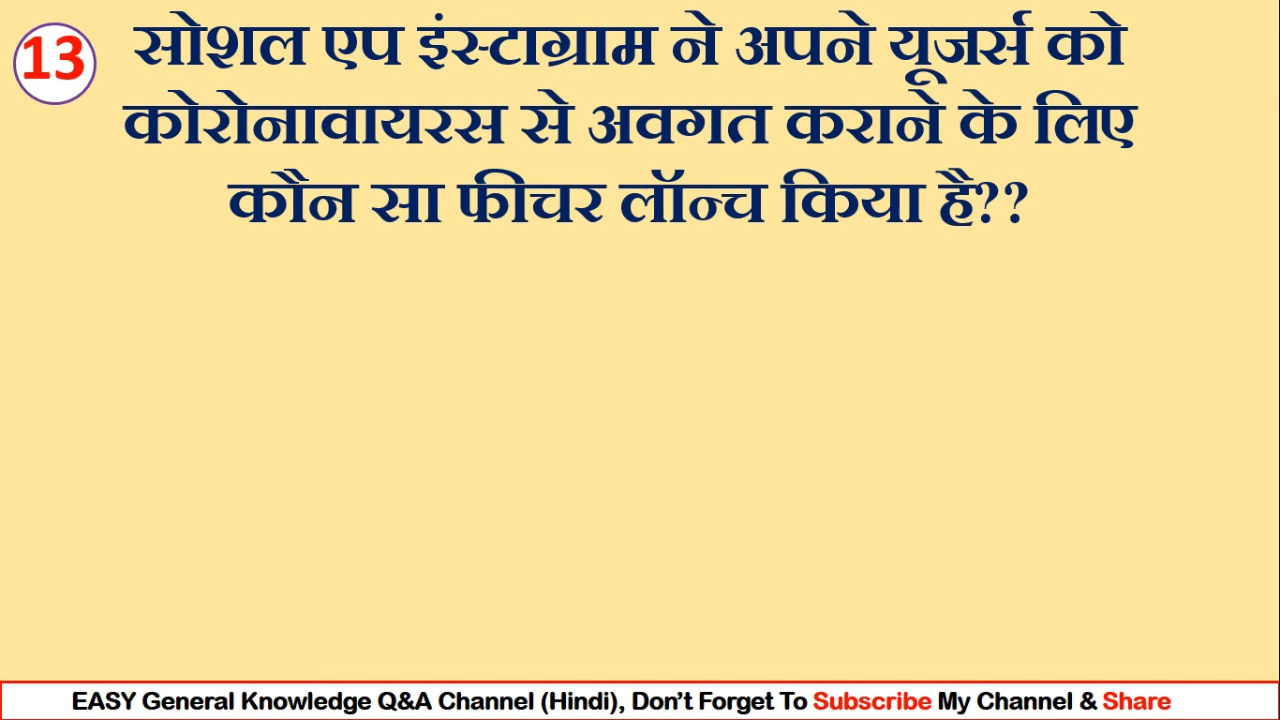 13 सोशल एप इंस्टाग्राम ने अपने यूजर्स को
कोरोनावायरस से अवगत कराने के लिए
कौन सा फीचर लॉन्च किया है??
EASY General Knowledge Q&A Channel (Hindi), Don't Forget To Subscribe My Channel & Share